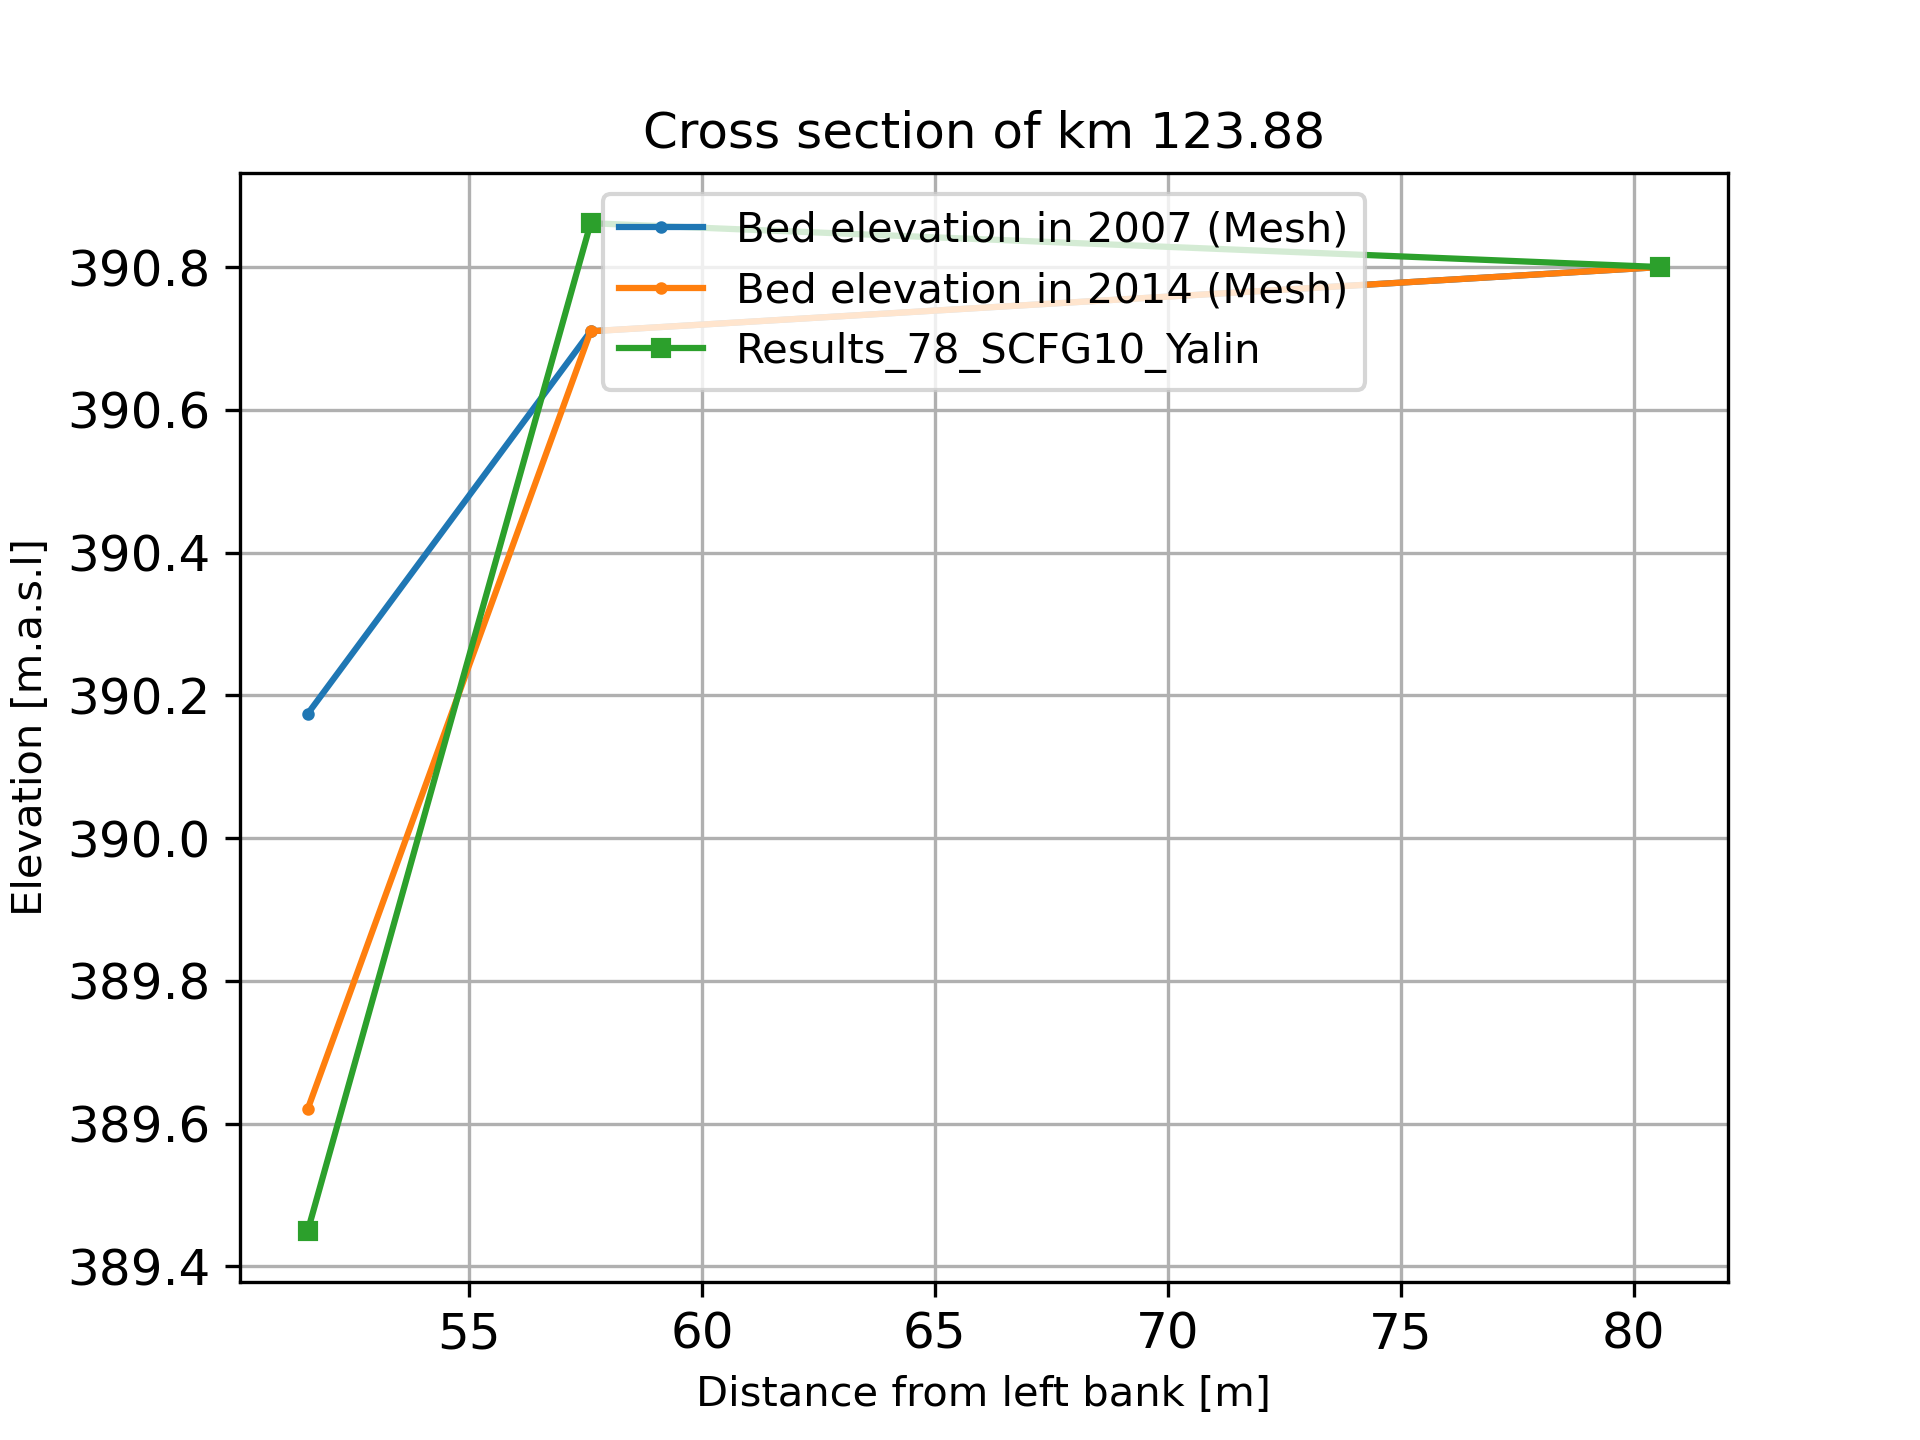 Cross section of km 123.88
Bed elevation in 2007 (Mesh)
Bed elevation in 2014 (Mesh)
Results_78_SCFG10_Yalin
390.8
390.6
390.4
390.2
390.0
389.8
389.6
389.4
Elevation [m.a.s.l]
55 60 65 70 75 80
Distance from left bank [m]